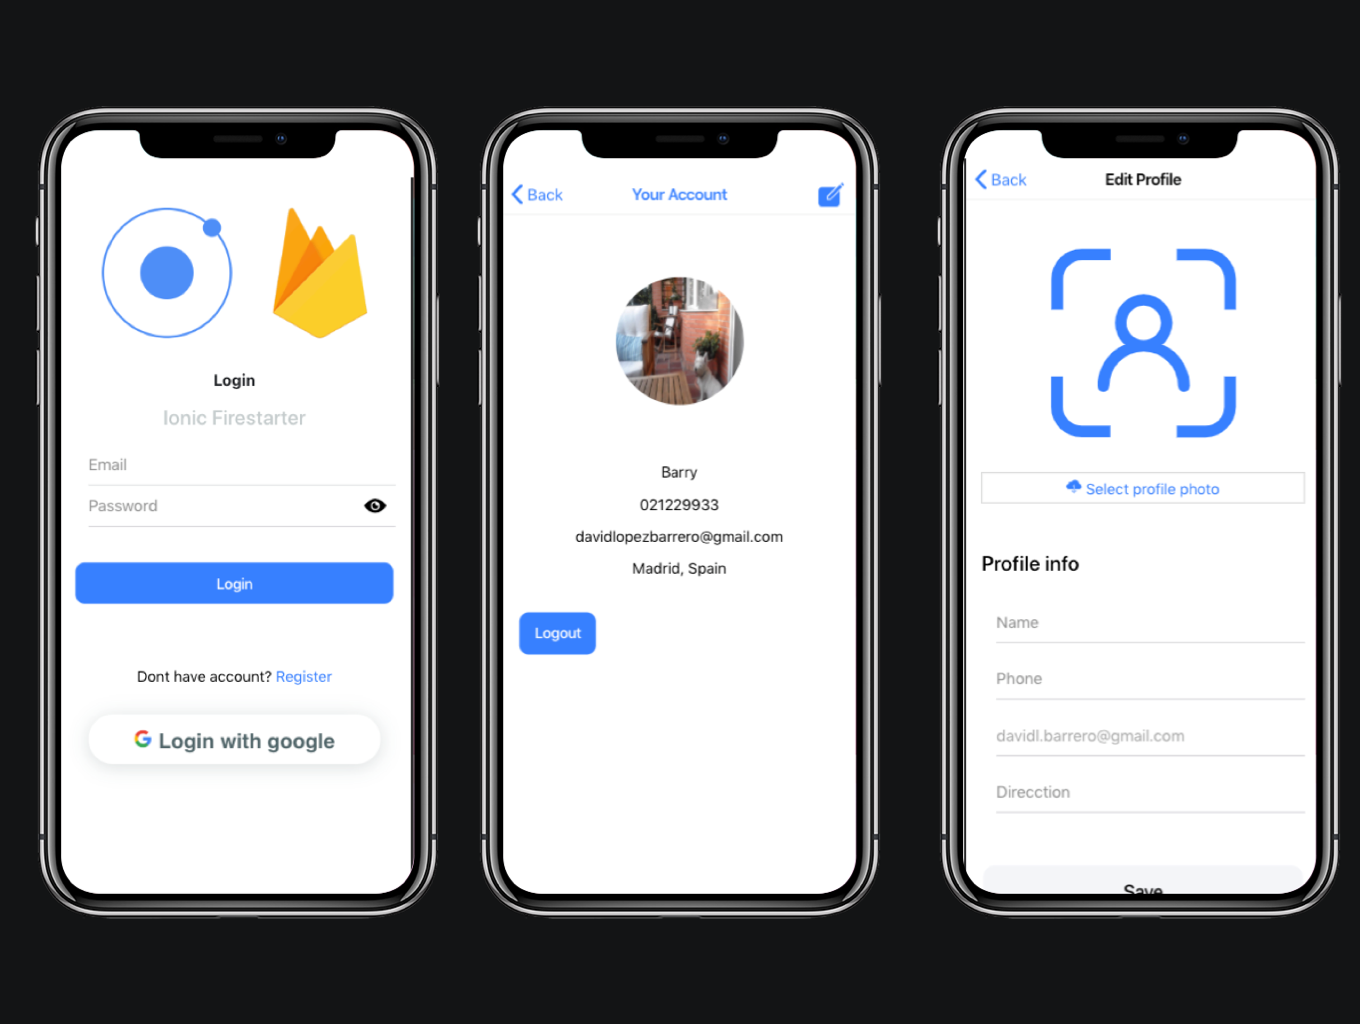 Login
Ionic Firestarter
Email
Password
Login
Dont have account? Register
Login with google
Back
Your Account
Barry
021229933
davidlopezbarrero@gmail.com
Madrid, Spain
Logout
Back
Edit Profile
Select profile photo
Profile info
Name
Phone
davidl.barrero@gmail.com
Direcction
Save